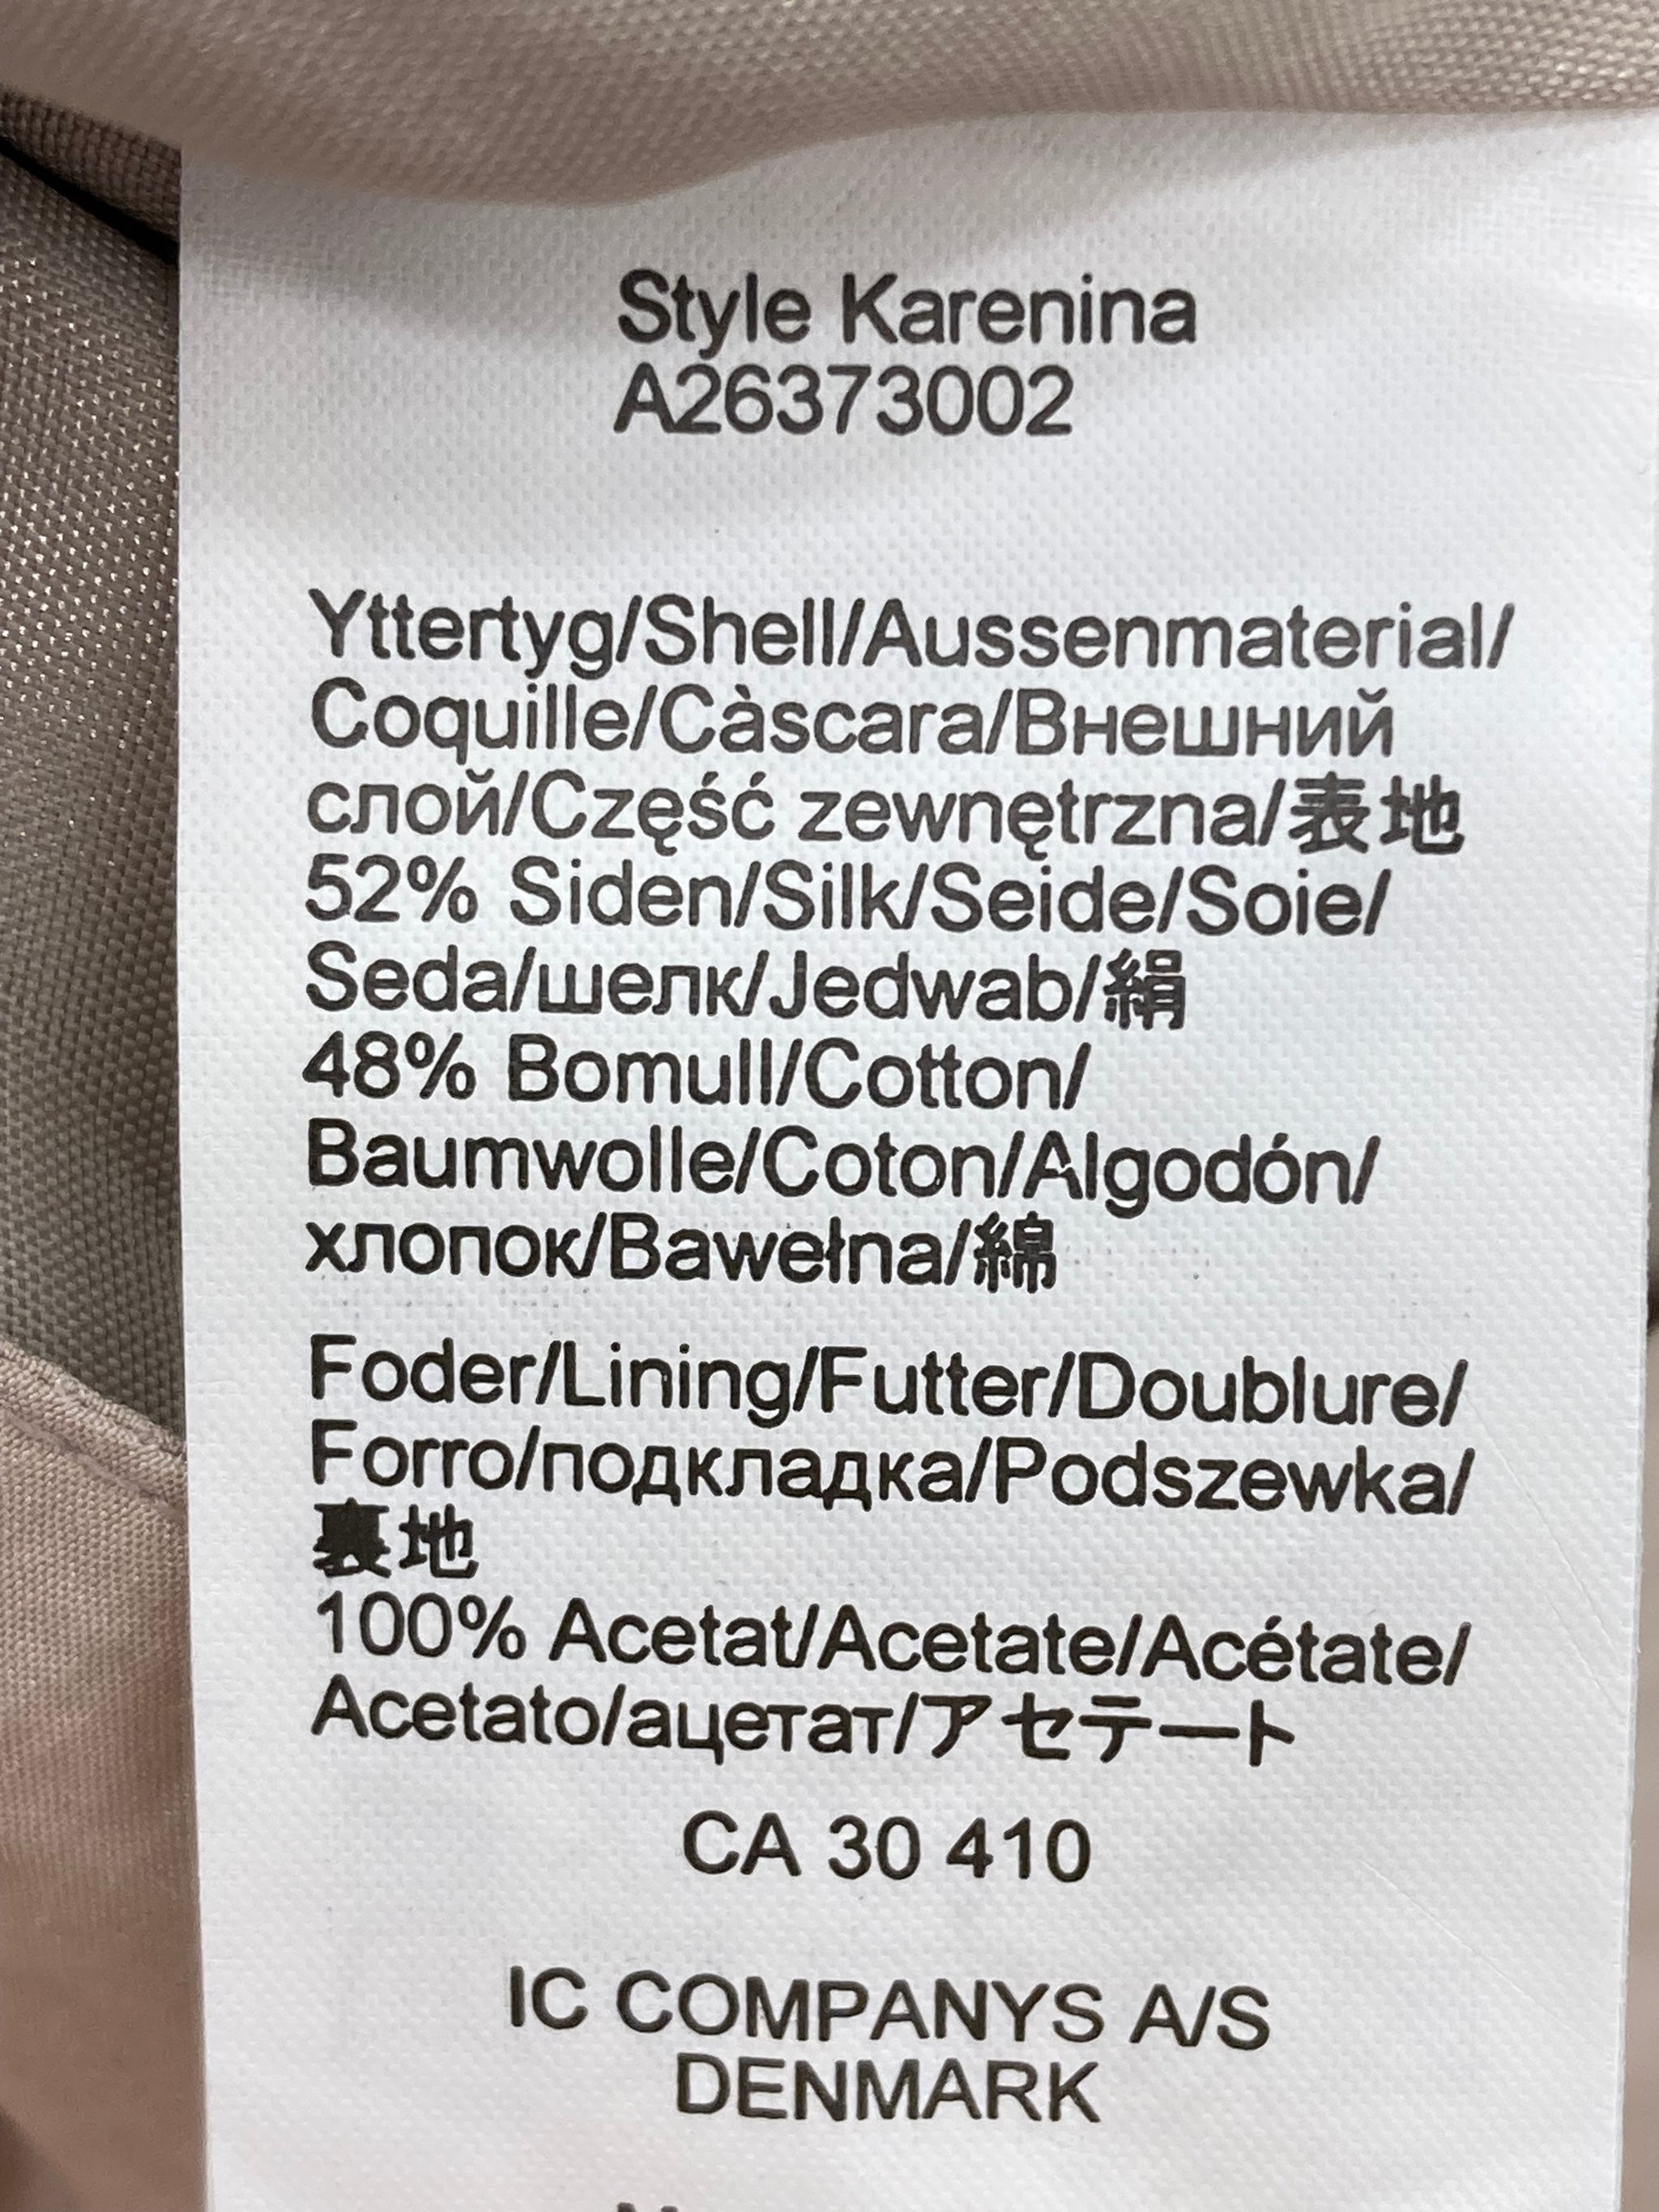 Style Karenina
A26373002
Yttertyg/Shell/Aussenmaterial/
Coquille/Càscara/Внешний
слой/Część zewnętrzna/表地
52% Siden/Silk/Seide/Soie/
Seda/шелк/Jedwab/絹
48% Bomull/Cotton/
Baumwolle/Coton/Algodón/
хлопок/Bawełna/綿
Foder/Lining/Futter/Doublure/
Forro/подкладка/Podszewka/
裏地
100% Acetat/Acetate/Acétate/
Acetato/ацетат/アセテート
CA 30 410
IC COMPANYS A/S
DENMARK